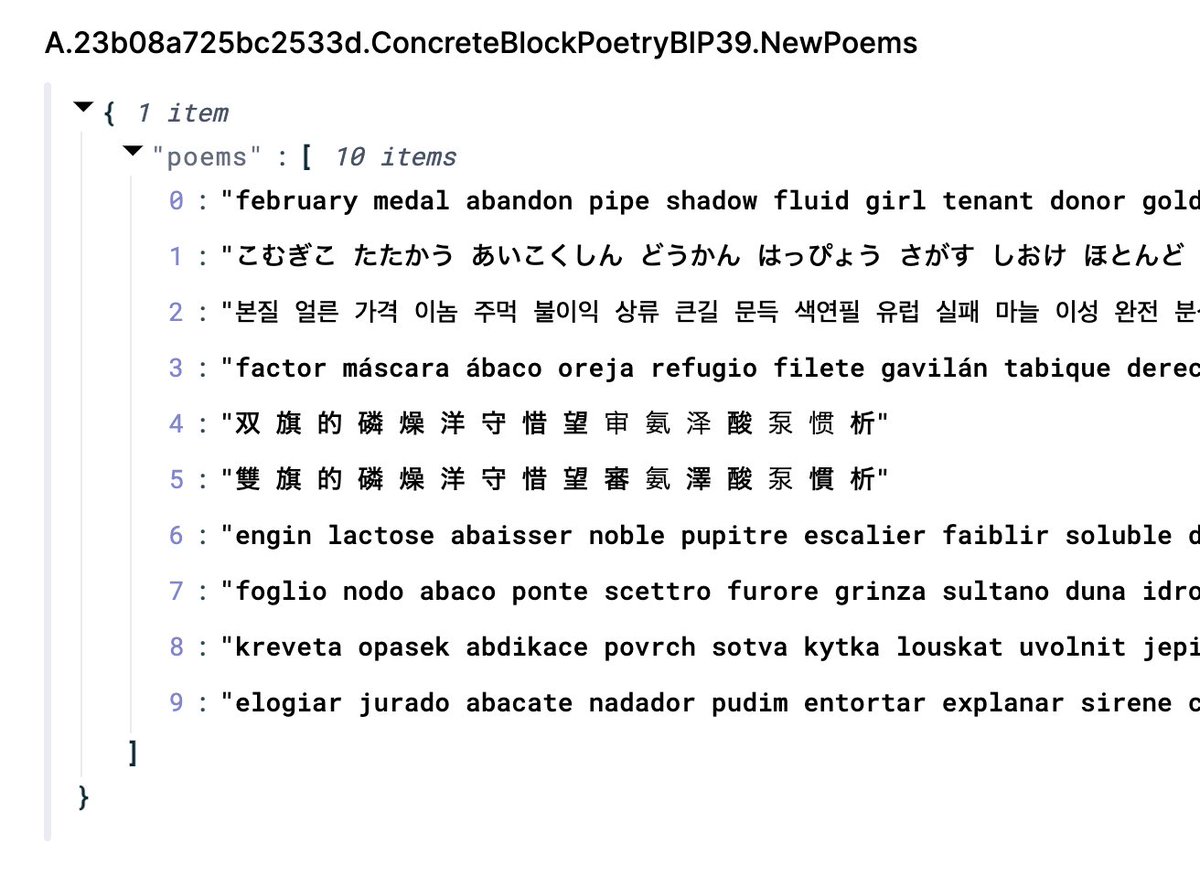 A.23b08a725bc2533d.ConcreteBlockPoetryBIP39.NewPoems
{ 1 item
"poems" : [ 10 items
0 : "february medal abandon pipe shadow fluid girl tenant donor gold
1 : "こむぎこ たたかう あいこくしん どうかん はっぴょう さがす しおけ ほとんど
2 : "본질 얼른 가격 이놈 주먹 불이익 상류 큰길 문득 색연필 유럽 실패 마늘 이성 완전
3 : "factor máscara ábaco oreja refugio filete gavilán tabique derec
4 : "双 旗 的 磷 燥 洋 守 惜 望 审 氨 泽 酸 泵 惯 析"
5 : "雙 旗 的 磷 燥 洋 守 惜 望 審 氨 澤 酸 泵 慣 析"
6 : "engin lactose abaisser noble pupitre escalier faiblir soluble d
7 : "foglio nodo abaco ponte scettro furore grinza sultano duna idro
8 : "kreveta opasek abdikace povrch sotva kytka louskat uvolnit jepi
9 : "elogiar jurado abacate nadador pudim entortar explanar sirene c
]
}